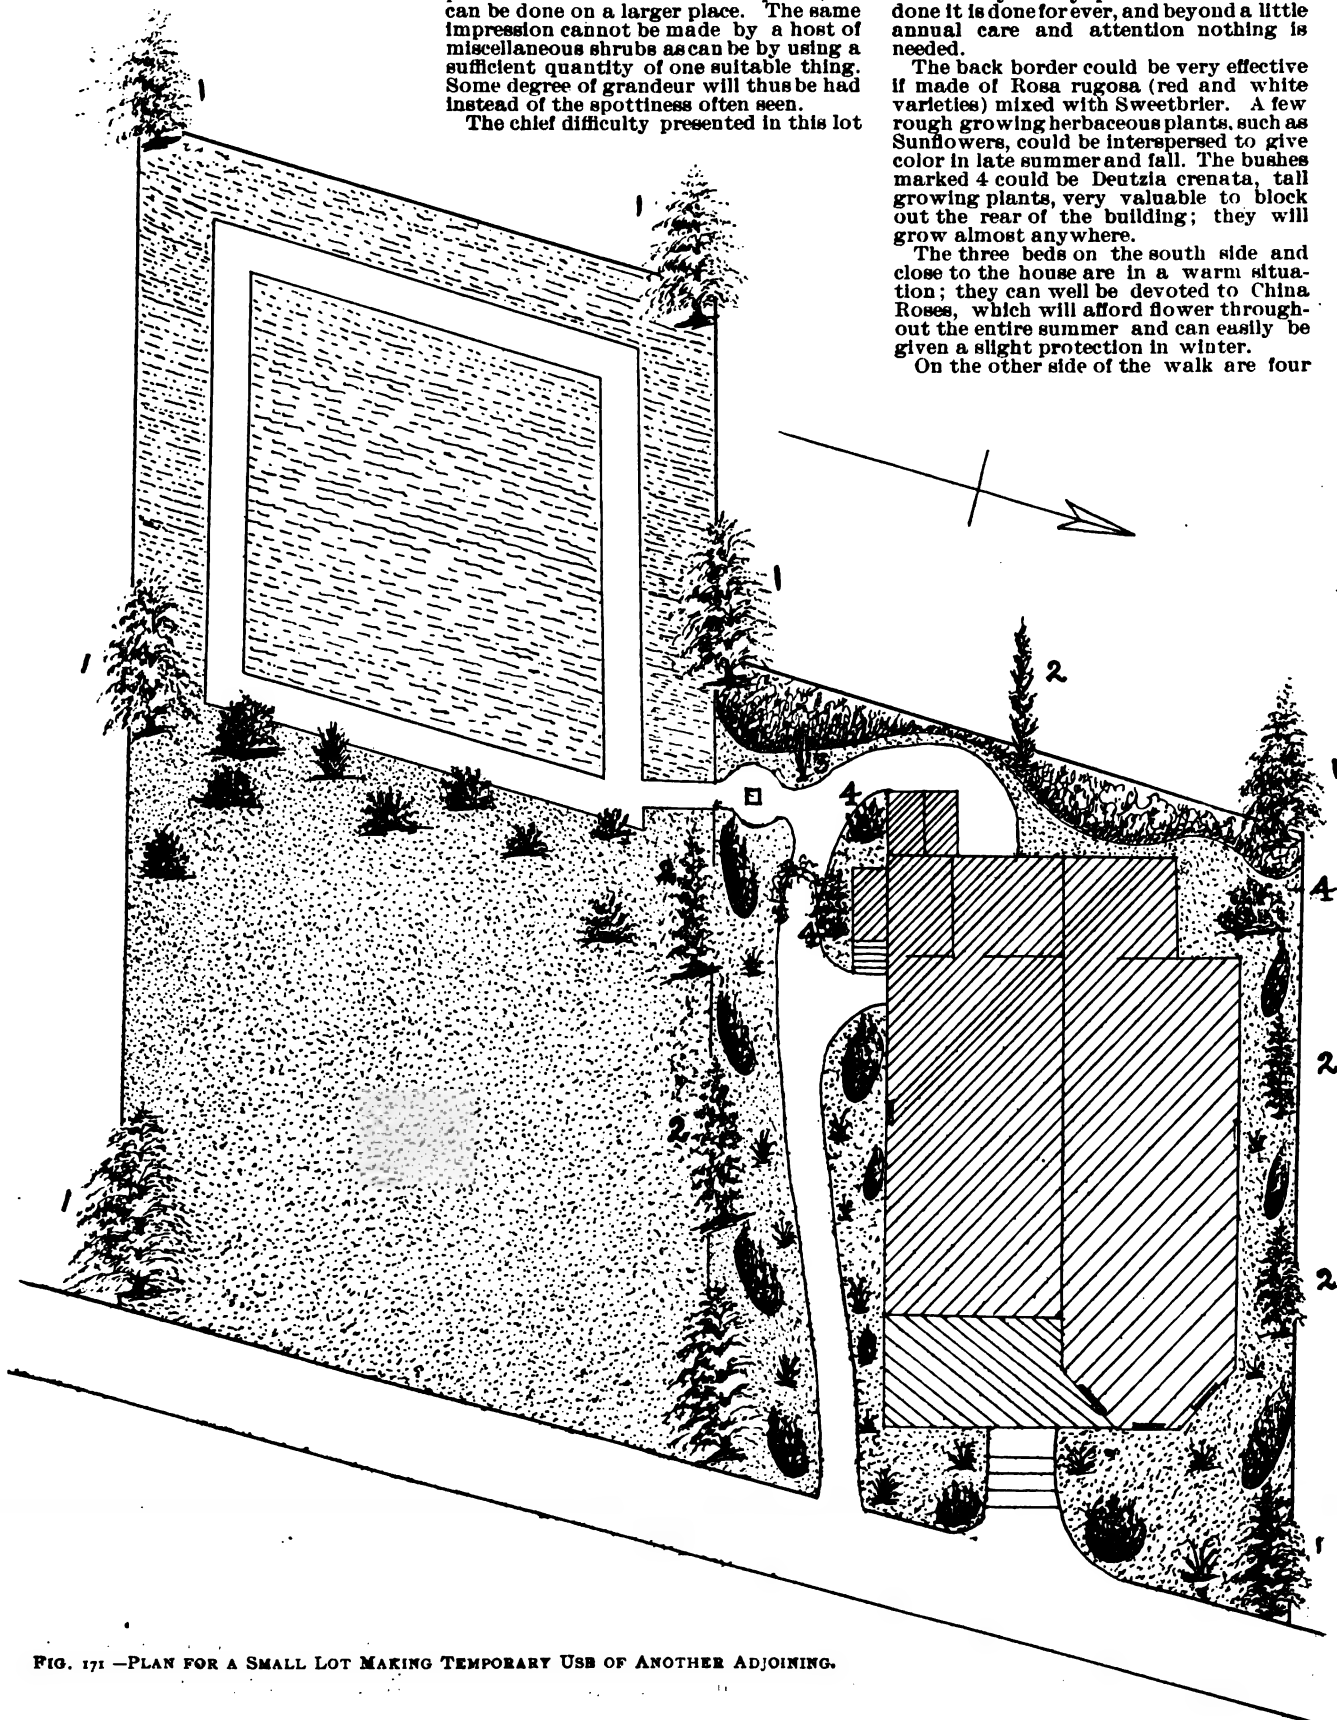 can be done on a larger place. The same
impression cannot be made by a host of
miscellaneous shrubs as can be by using a
sufficient quantity of one suitable thing.
Some degree of grandeur will thus be had
instead of the spottiness often seen.
The chief difficulty presented in this lot
done it is done for ever, and beyond a little
annual care and attention nothing is
needed.
The back border could be very effective
if made of Rosa rugosa (red and white
varieties) mixed with Sweetbrier. A few
rough growing herbaceous plants, such as
Sunflowers, could be interspersed to give
color in late summer and fall. The bushes
marked 4 could be Deutzia crenata, tall
growing plants, very valuable to block
out the rear of the building; they will
grow almost anywhere.
The three beds on the south side and
close to the house are in a warm situa-
tion; they can well be devoted to China
Roses, which will afford flower through-
out the entire summer and can easily be
given a slight protection in winter.
On the other side of the walk are four
1
1
1
1
2
1
3
4
2
4
4
2
2
1
2
1
FIG. 171 —PLAN FOR A SMALL LOT MAKING TEMPORARY USE OF ANOTHER ADJOINING.